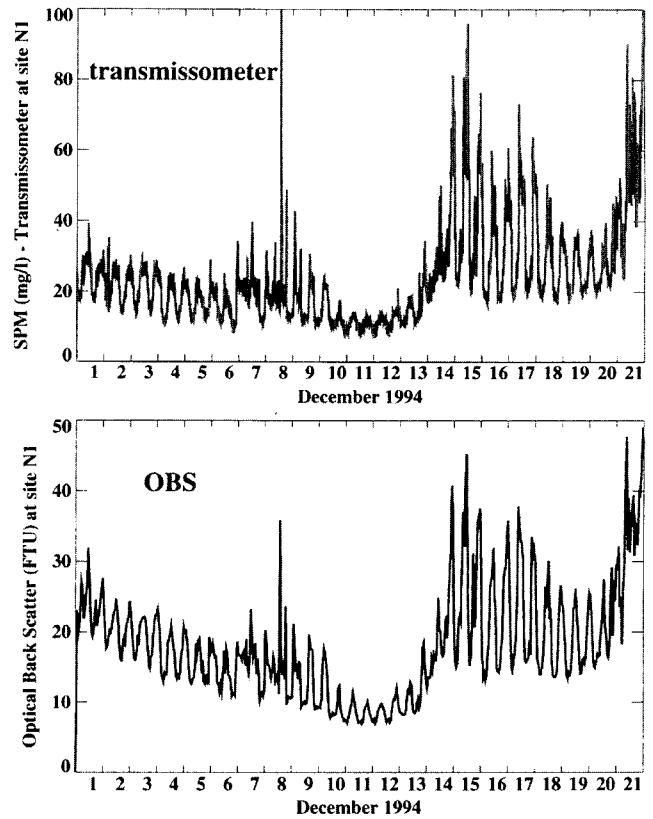 100
80
60
40
20
0
SPM (mg/l) - Transmissometer at site N1
transmissometer
1 2 3 4 5 6 7 8 9 10 11 12 13 14 15 16 17 18 19 20 21
December 1994
50
40
30
20
10
0
Optical Back Scatter (FTU) at site N1
OBS
1 2 3 4 5 6 7 8 9 10 11 12 13 14 15 16 17 18 19 20 21
December 1994